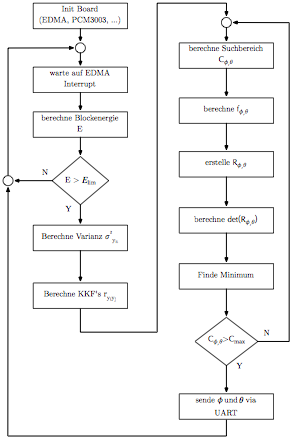 Init Board
(EDMA, PCM3003, ...)
warte auf EDMA
Interrupt
berechne Blockenergie
E
N
E > E_lim
Y
Berechne Varianz σ²_yₙ
Berechne KKF's r_yᵢyⱼ
berechne Suchbereich
C_ϕ,θ
berechne t_ϕ,θ
erstelle R_ϕ,θ
berechne det(R_ϕ,θ)
Finde Minimum
N
C_ϕ,θ>C_max
Y
sende ϕ und θ via
UART